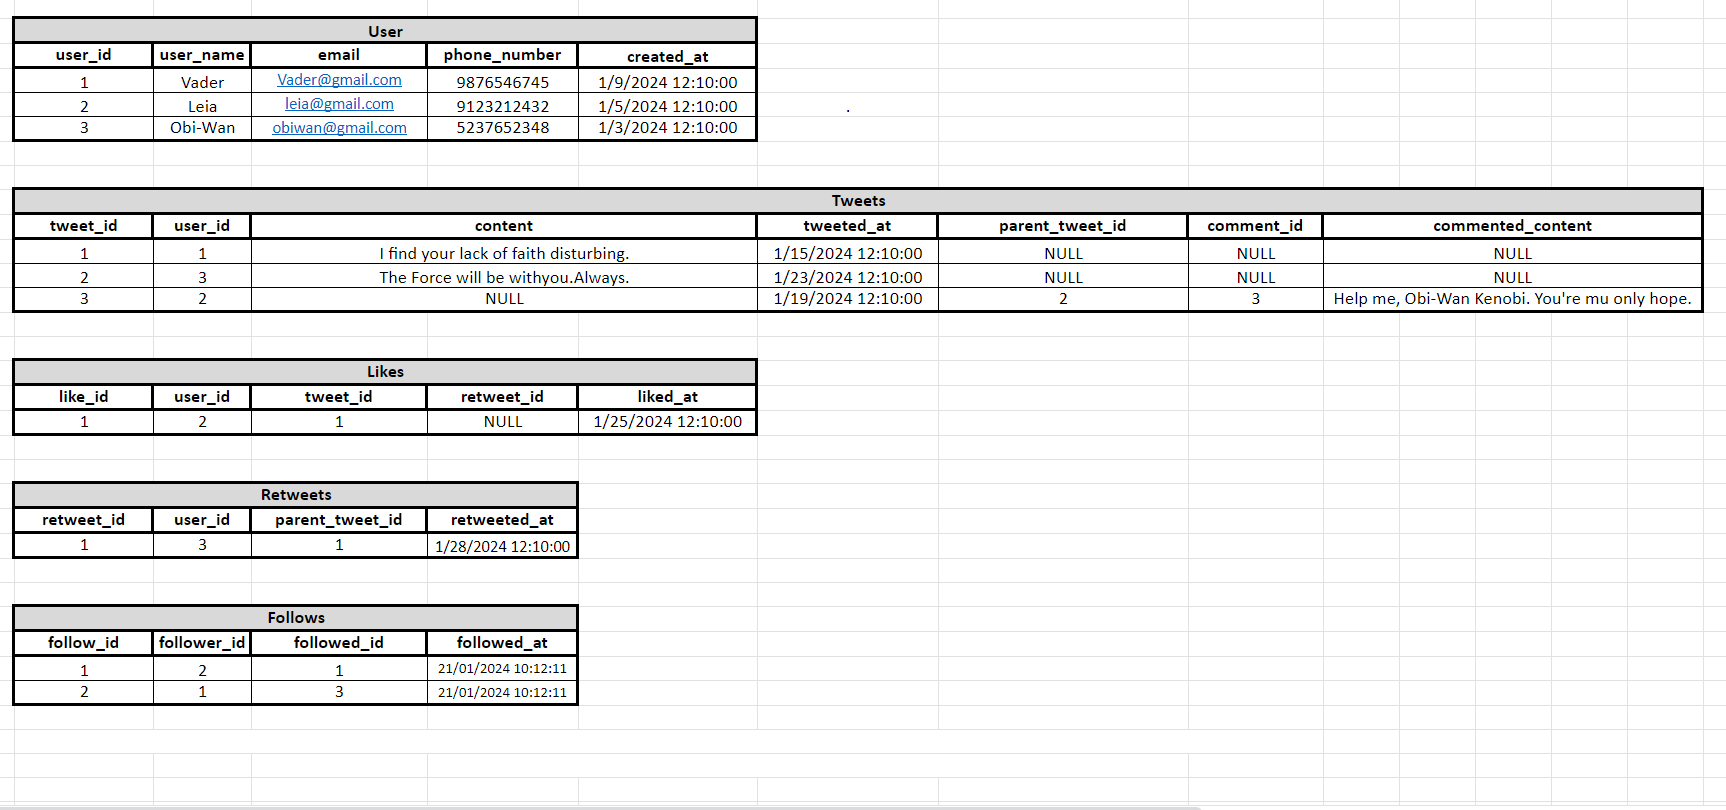 User
user_id user_name email phone_number created_at
1 Vader Vader@gmail.com 9876546745 1/9/2024 12:10:00
2 Leia leia@gmail.com 9123212432 1/5/2024 12:10:00
3 Obi-Wan obiwan@gmail.com 5237652348 1/3/2024 12:10:00
Tweets
tweet_id user_id content tweeted_at parent_tweet_id comment_id commented_content
1 1 I find your lack of faith disturbing. 1/15/2024 12:10:00 NULL NULL NULL
2 3 The Force will be withyou.Always. 1/23/2024 12:10:00 NULL NULL NULL
3 2 NULL 1/19/2024 12:10:00 2 3 Help me, Obi-Wan Kenobi. You're mu only hope.
Likes
like_id user_id tweet_id retweet_id liked_at
1 2 1 NULL 1/25/2024 12:10:00
Retweets
retweet_id user_id parent_tweet_id retweeted_at
1 3 1 1/28/2024 12:10:00
Follows
follow_id follower_id followed_id followed_at
1 2 1 21/01/2024 10:12:11
2 1 3 21/01/2024 10:12:11